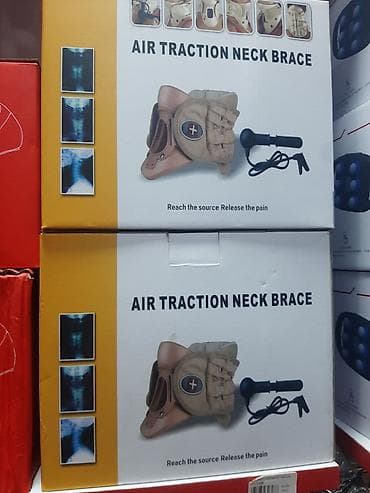 AIR TRACTION NECK BRACE
Reach the source Release the pain
AIR TRACTION NECK BRACE
Reach the source Release the pain